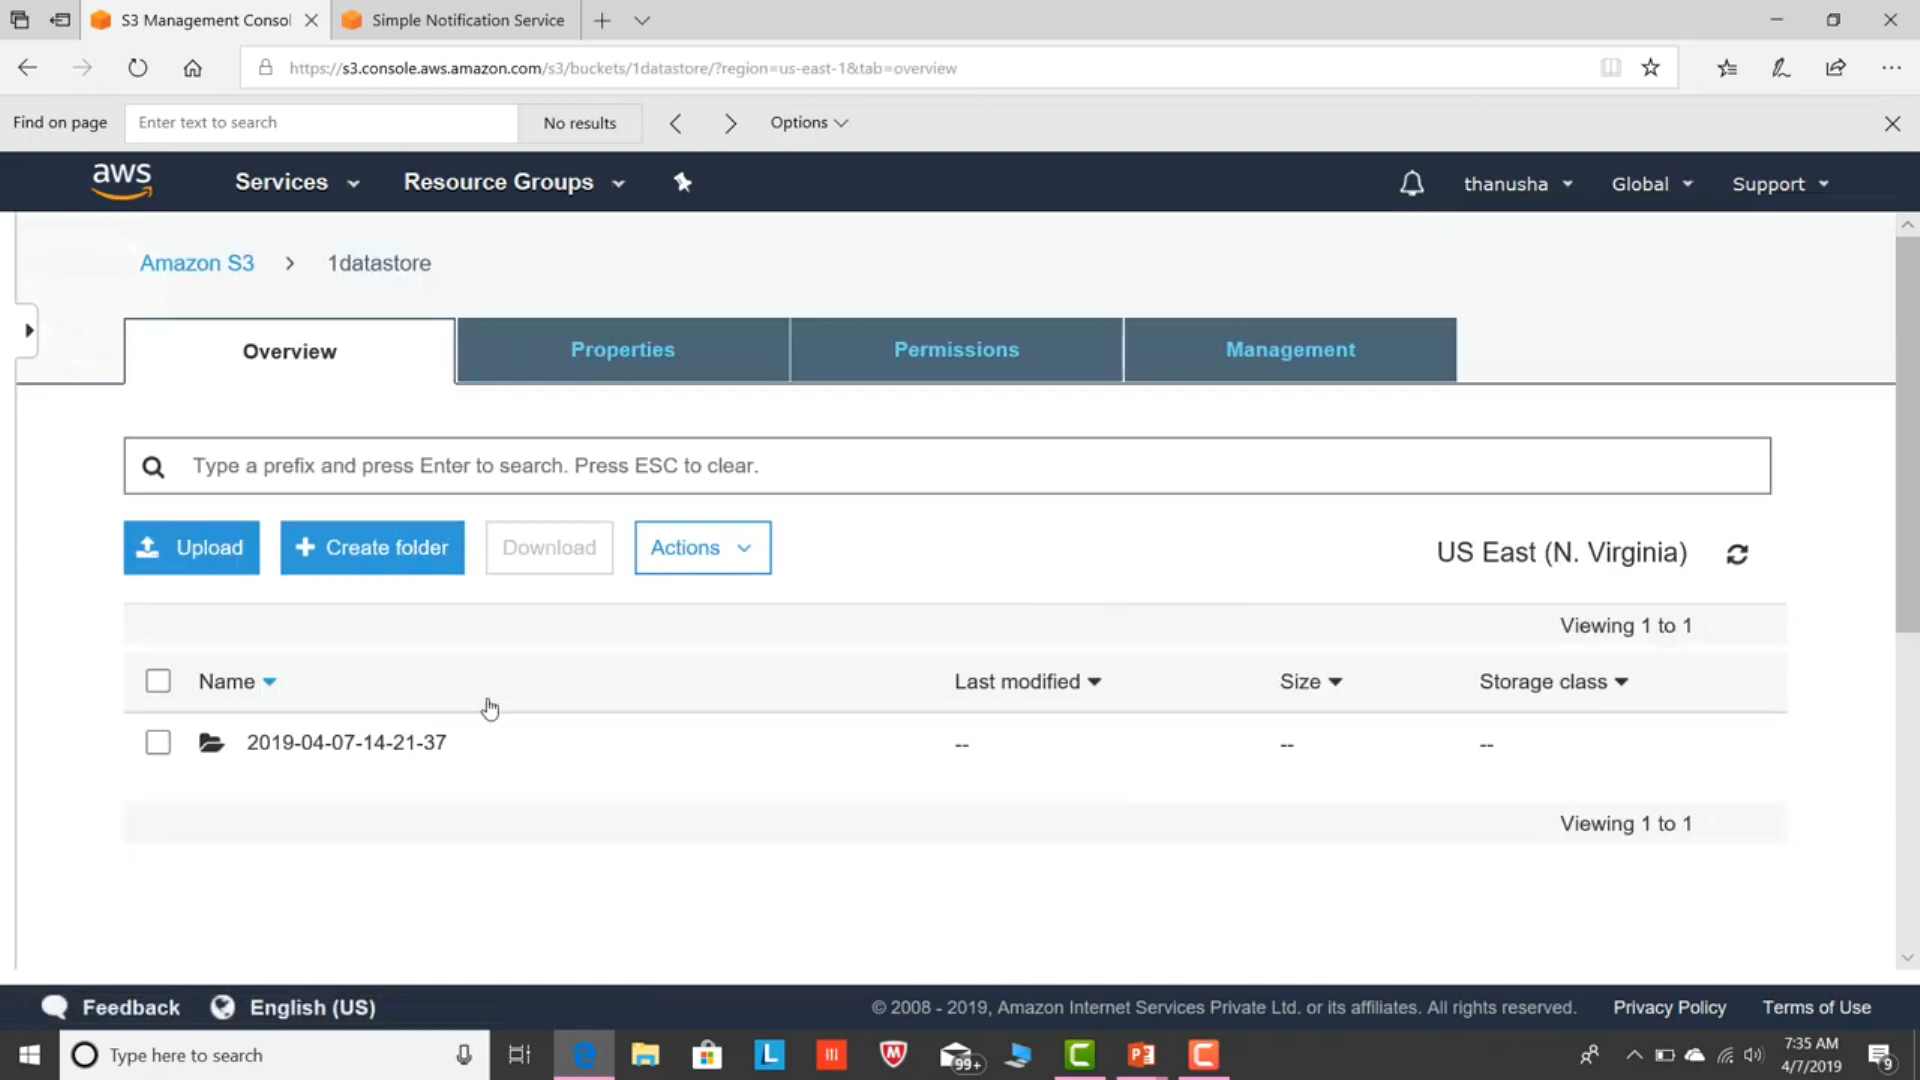 S3 Management Consol
Simple Notification Service
https://s3.console.aws.amazon.com/s3/buckets/1datastore/?region=us-east-1&tab=overview
Find on page
Enter text to search
No results
Options
aws
Services
Resource Groups
thanusha
Global
Support
Amazon S3
1datastore
Overview
Properties
Permissions
Management
Type a prefix and press Enter to search. Press ESC to clear.
Upload
Create folder
Download
Actions
US East (N. Virginia)
Viewing 1 to 1
Name
Last modified
Size
Storage class
2019-04-07-14-21-37
--
--
--
Viewing 1 to 1
Feedback
English (US)
© 2008 - 2019, Amazon Internet Services Private Ltd. or its affiliates. All rights reserved.
Privacy Policy
Terms of Use
Type here to search
L
99+
C
P
C
7:35 AM
4/7/2019
9